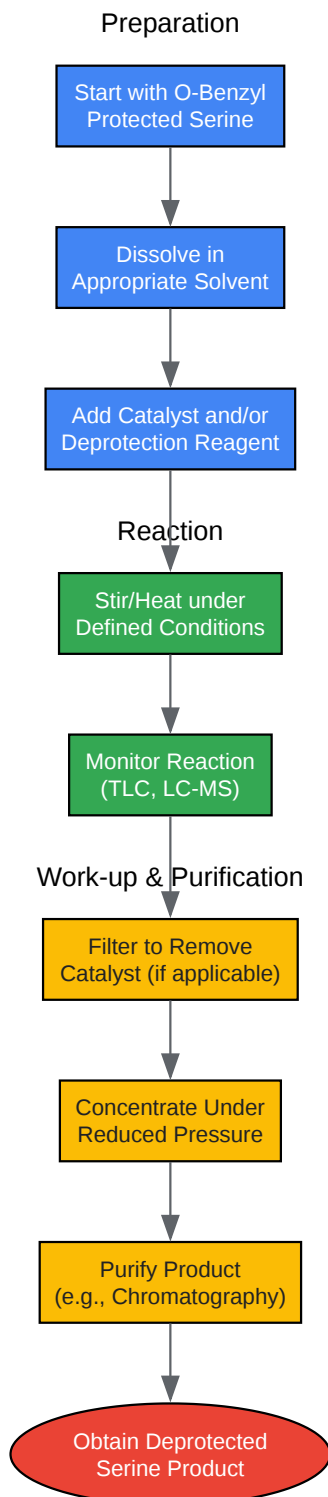 Preparation
Start with O-Benzyl
Protected Serine
Dissolve in
Appropriate Solvent
Add Catalyst and/or
Deprotection Reagent
Reaction
Stir/Heat under
Defined Conditions
Monitor Reaction
(TLC, LC-MS)
Work-up & Purification
Filter to Remove
Catalyst (if applicable)
Concentrate Under
Reduced Pressure
Purify Product
(e.g., Chromatography)
Obtain Deprotected
Serine Product